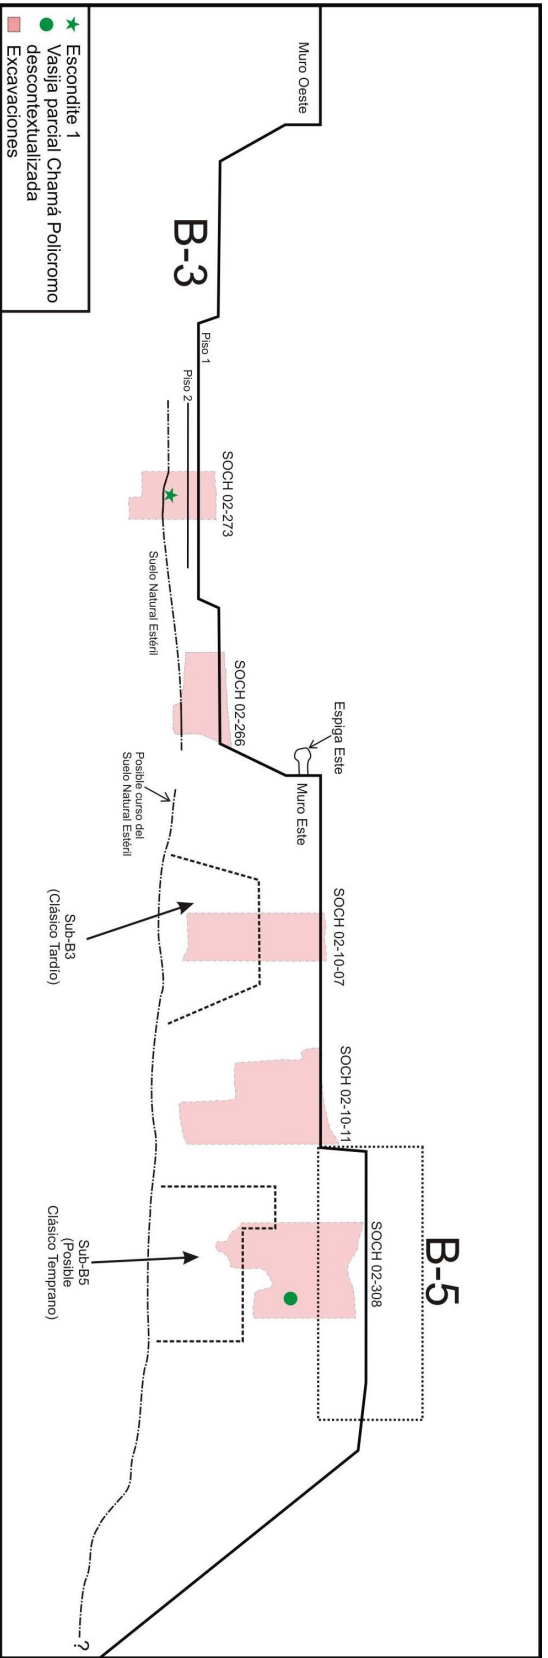 Muro Oeste
B-3
Piso 1
Piso 2
SOCH 02-273
Suelo Natural Estéril
SOCH 02-266
Espiga Este
Muro Este
Posible curso del
Suelo Natural Estéril
SOCH 02-10-07
Sub-B3
(Clásico Tardío)
SOCH 02-10-11
B-5
SOCH 02-308
Sub-B5
(Posible
Clásico Temprano)
?
Escondite 1
Vasija parcial Chamá Policromo
descontextualizada
Excavaciones